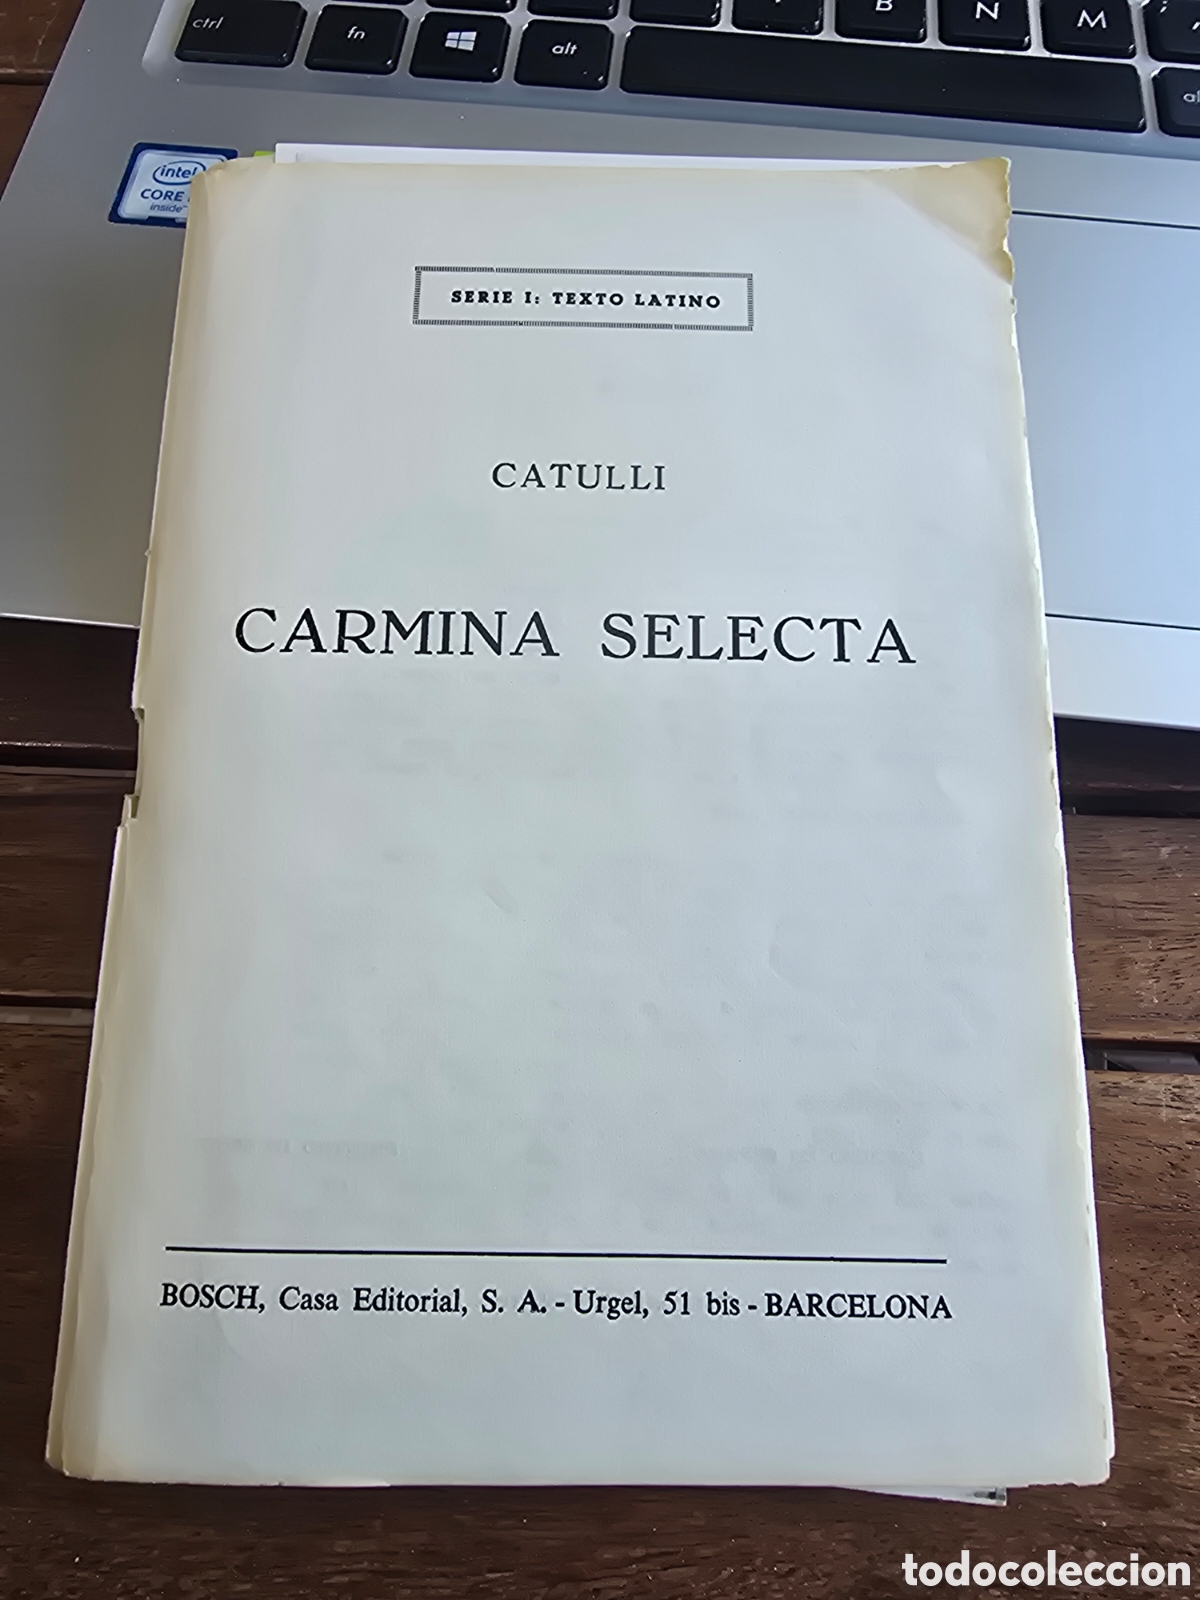 ctrl
fn
alt
B
N
M
intel
CORE
inside™
SERIE I: TEXTO LATINO
CATULLI
CARMINA SELECTA
BOSCH, Casa Editorial, S. A. - Urgel, 51 bis - BARCELONA
todocoleccion